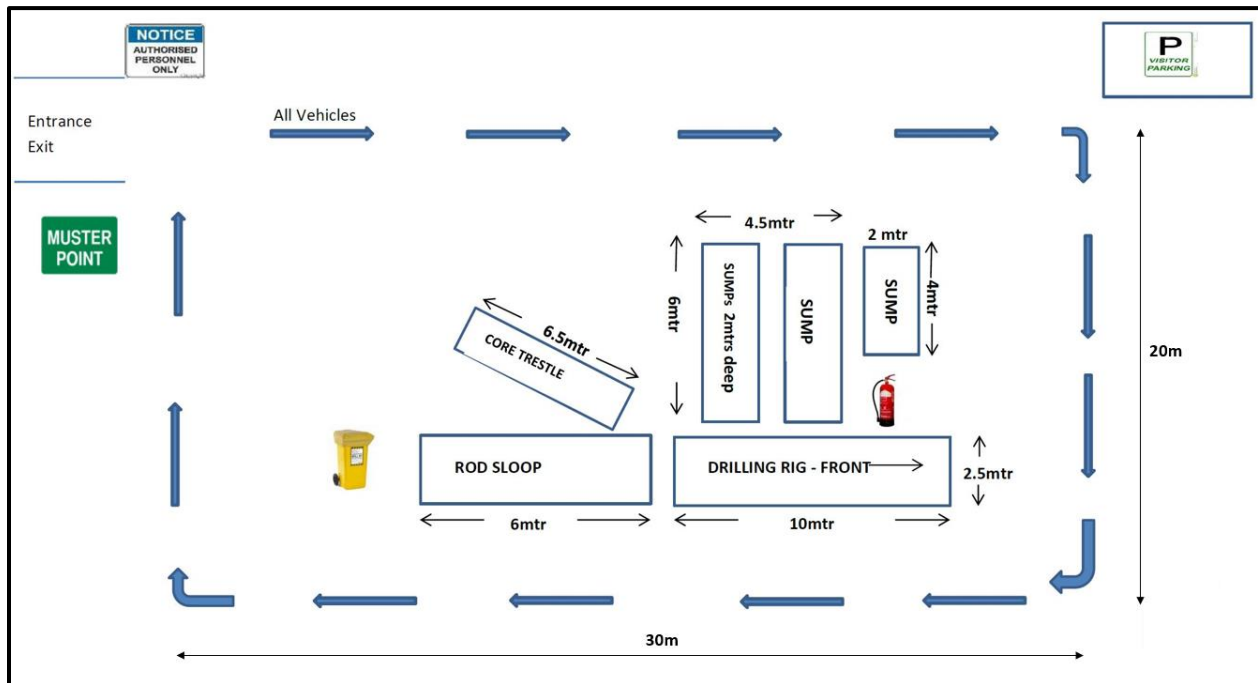 NOTICE
AUTHORISED
PERSONNEL
ONLY
P
VISITOR
PARKING
Entrance
Exit
All Vehicles
MUSTER
POINT
4.5mtr
2 mtr
6mtr
SUMPs 2mtrs deep
SUMP
SUMP
4mtr
6.5mtr
CORE TRESTLE
20m
ROD SLOOP
DRILLING RIG - FRONT
2.5mtr
6mtr
10mtr
30m